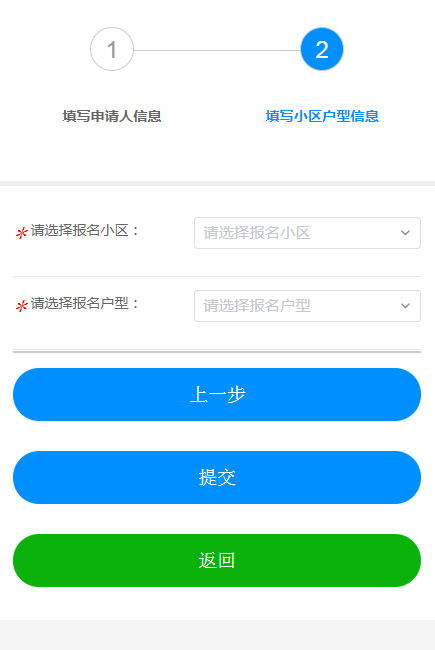 1
2
填写申请人信息
填写小区户型信息
*请选择报名小区：
请选择报名小区
*请选择报名户型：
请选择报名户型
上一步
提交
返回